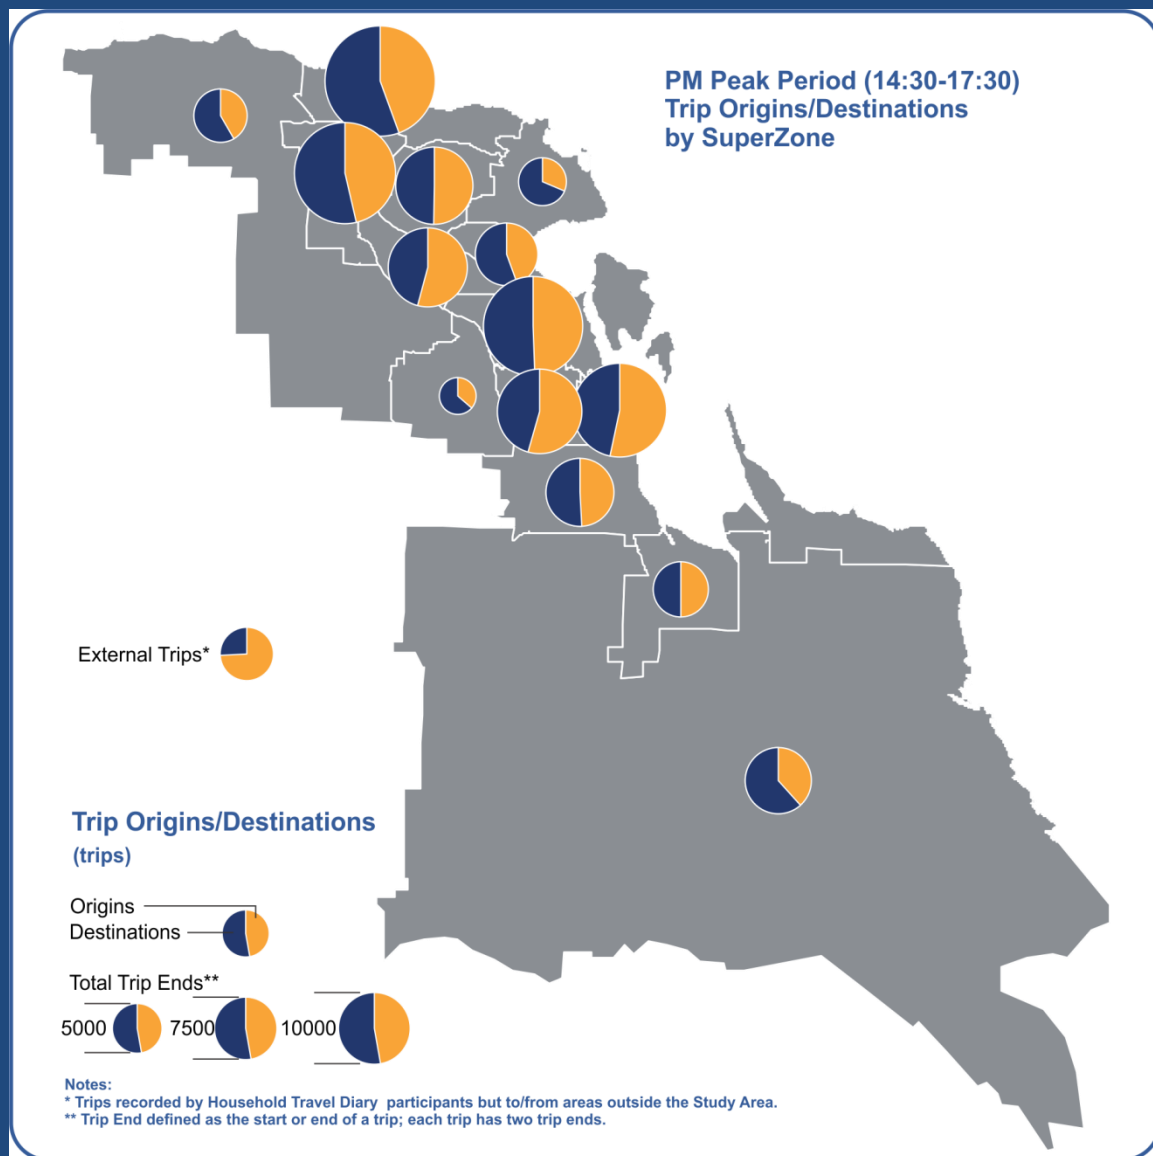 PM Peak Period (14:30-17:30)
Trip Origins/Destinations
by SuperZone
External Trips*
Trip Origins/Destinations
(trips)
Origins
Destinations
Total Trip Ends**
5000 7500 10000
Notes:
* Trips recorded by Household Travel Diary participants but to/from areas outside the Study Area.
** Trip End defined as the start or end of a trip; each trip has two trip ends.